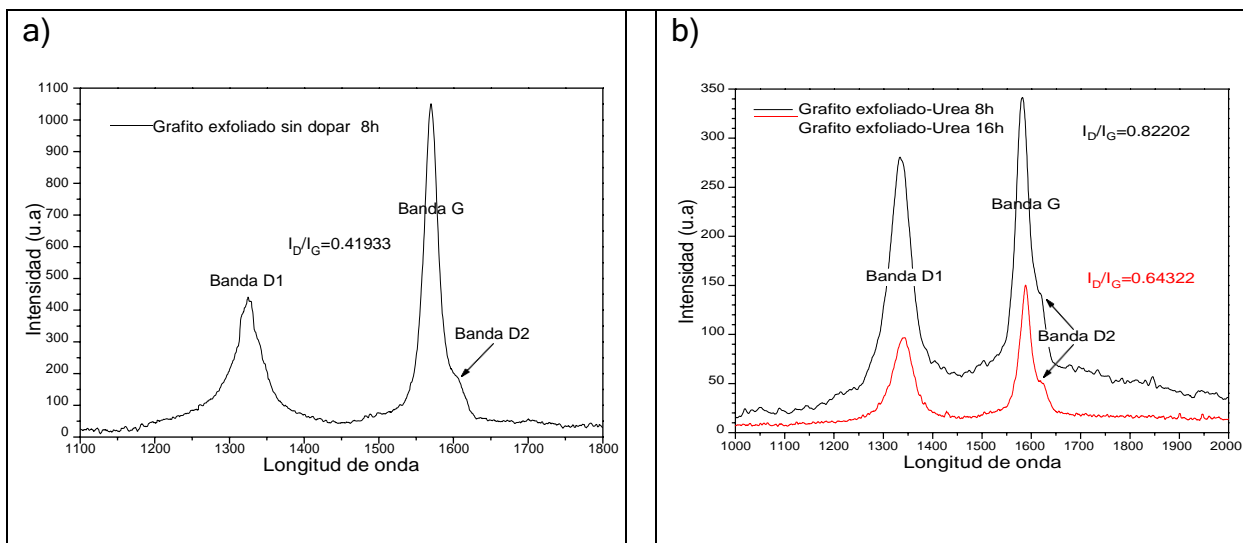 a)
1100
1000
900
800
700
600
500
400
300
200
100
0
Intensidad (u.a)
Grafito exfoliado sin dopar 8h
Banda G
I_D/I_G=0.41933
Banda D1
Banda D2
1100 1200 1300 1400 1500 1600 1700 1800
Longitud de onda
b)
350
300
250
200
150
100
50
0
Intensidad (u.a)
Grafito exfoliado-Urea 8h
Grafito exfoliado-Urea 16h
I_D/I_G=0.82202
Banda G
Banda D1
I_D/I_G=0.64322
Banda D2
1000 1100 1200 1300 1400 1500 1600 1700 1800 1900 2000
Longitud de onda